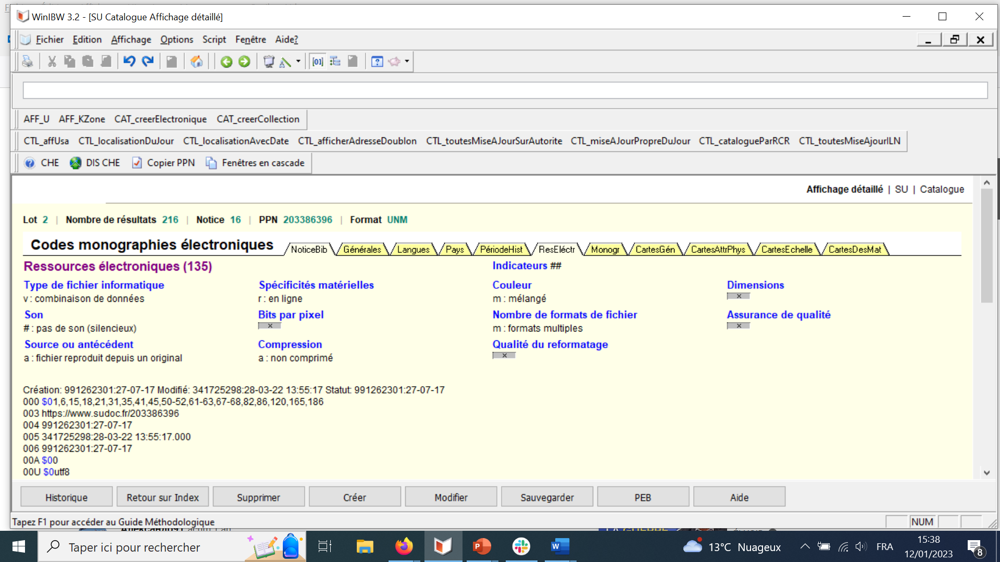 WinIBW 3.2 - [SU Catalogue Affichage détaillé]
Fichier Edition Affichage Options Script Fenêtre Aide?
[01]
AFF_U AFF_KZone CAT_creerElectronique CAT_creerCollection
CTL_affUsa CTL_localisationDuJour CTL_localisationAvecDate CTL_afficherAdresseDoublon CTL_toutesMiseAJourSurAutorite CTL_miseAJourPropreDuJour CTL_catalogueParRCR CTL_toutesMiseAjourILN
CHE DIS CHE Copier PPN Fenêtres en cascade
Affichage détaillé | SU | Catalogue
Lot 2 | Nombre de résultats 216 | Notice 16 | PPN 203386396 | Format UNM
Codes monographies électroniques NoticeBib Générales Langues Pays PériodeHist ResEléctr Monogr CartesGén CartesAttrPhys CartesEchelle CartesDesMat
Ressources électroniques (135) Indicateurs ##
Type de fichier informatique Spécificités matérielles Couleur Dimensions
v : combinaison de données r : en ligne m : mélangé x
Son Bits par pixel Nombre de formats de fichier Assurance de qualité
# : pas de son (silencieux) x m : formats multiples x
Source ou antécédent Compression Qualité du reformatage
a : fichier reproduit depuis un original a : non comprimé x
Création: 991262301:27-07-17 Modifié: 341725298:28-03-22 13:55:17 Statut: 991262301:27-07-17
000 $01,6,15,18,21,31,35,41,45,50-52,61-63,67-68,82,86,120,165,186
003 https://www.sudoc.fr/203386396
004 991262301:27-07-17
005 341725298:28-03-22 13:55:17.000
006 991262301:27-07-17
00A $00
00U $0utf8
Historique Retour sur Index Supprimer Créer Modifier Sauvegarder PEB Aide
Tapez F1 pour accéder au Guide Méthodologique NUM
Taper ici pour rechercher 13°C Nuageux FRA 15:38
12/01/2023 8